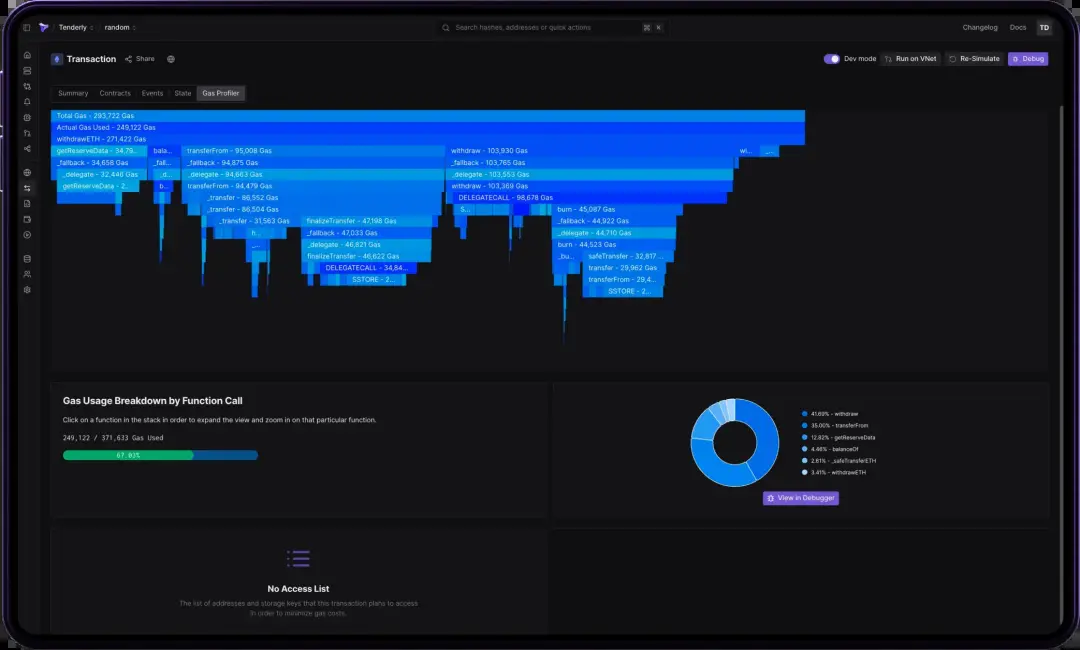 Tenderly
random
Search hashes, addresses or quick actions
⌘ K
Changelog
Docs
TD
Transaction
Share
Dev mode
Run on VNet
Re-Simulate
Debug
Summary
Contracts
Events
State
Gas Profiler
Total Gas - 293,722 Gas
Actual Gas Used - 249,122 Gas
withdrawETH - 271,422 Gas
getReserveData - 34,79... bala... transferFrom - 95,008 Gas withdraw - 103,930 Gas wi... _...
_fallback - 34,658 Gas _fall... _fallback - 94,875 Gas _fallback - 103,765 Gas
_delegate - 32,446 Gas _d... _delegate - 94,663 Gas _delegate - 103,553 Gas
getReserveData - 2... b... transferFrom - 94,479 Gas withdraw - 103,369 Gas
_transfer - 86,552 Gas DELEGATECALL - 98,678 Gas
_transfer - 86,504 Gas S... burn - 45,087 Gas
_transfer - 31,563 Gas finalizeTransfer - 47,198 Gas _fallback - 44,922 Gas
h... _fallback - 47,033 Gas _delegate - 44,710 Gas
_... _delegate - 46,821 Gas burn - 44,523 Gas
finalizeTransfer - 46,622 Gas _bu... safeTransfer - 32,817 ...
DELEGATECALL - 34,84... transfer - 29,962 Gas
SSTORE - 2... transferFrom - 29,4...
SSTORE - 2...
Gas Usage Breakdown by Function Call
Click on a function in the stack in order to expand the view and zoom in on that particular function.
249,122 / 371,633 Gas Used
67.03%
41.69% - withdraw
35.00% - transferFrom
12.82% - getReserveData
4.46% - balanceOf
2.61% - _safeTransferETH
3.41% - withdrawETH
View in Debugger
No Access List
The list of addresses and storage keys that this transaction plans to access
in order to minimize gas costs.